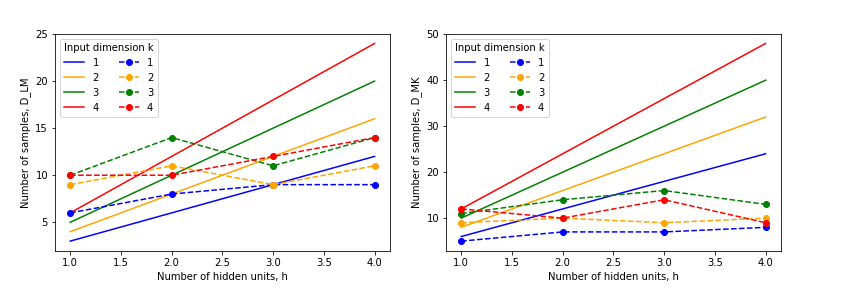 Input dimension k
1 1
2 2
3 3
4 4
25
20
15
10
5
Number of samples, D_LM
1.0 1.5 2.0 2.5 3.0 3.5 4.0
Number of hidden units, h
Input dimension k
1 1
2 2
3 3
4 4
50
40
30
20
10
Number of samples, D_MK
1.0 1.5 2.0 2.5 3.0 3.5 4.0
Number of hidden units, h